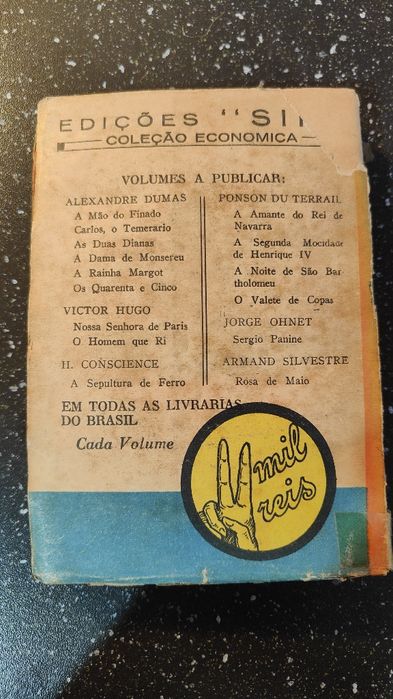 EDIÇÕES "SI
COLEÇÃO ECONOMICA
VOLUMES A PUBLICAR:
ALEXANDRE DUMAS
A Mão do Finado
Carlos, o Temerario
As Duas Dianas
A Dama de Monsereu
A Rainha Margot
Os Quarenta e Cinco
VICTOR HUGO
Nossa Senhora de Paris
O Homem que Ri
H. CONSCIENCE
A Sepultura de Ferro
PONSON DU TERRAIL
A Amante do Rei de
Navarra
A Segunda Mocidade
de Henrique IV
A Noite de São Bar
tholomeu
O Valete de Copas
JORGE OHNET
Sergio Panine
ARMAND SILVESTRE
Rosa de Maio
EM TODAS AS LIVRARIAS
DO BRASIL
Cada Volume
mil
reis